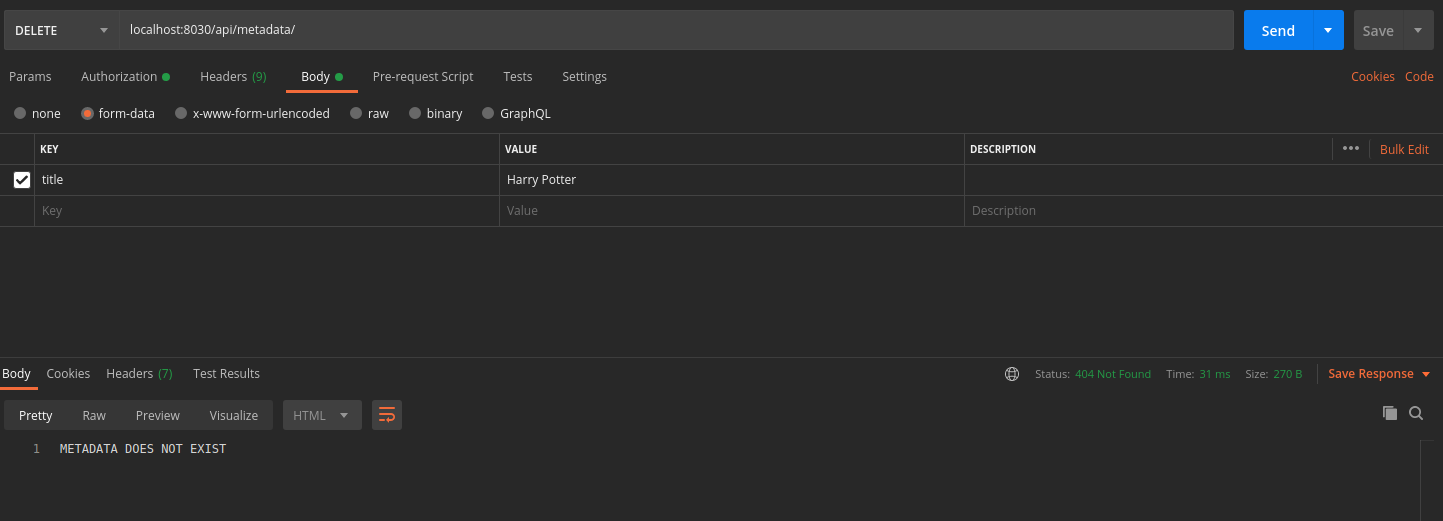 DELETE localhost:8030/api/metadata/ Send Save
Params Authorization Headers (9) Body Pre-request Script Tests Settings Cookies Code
none form-data x-www-form-urlencoded raw binary GraphQL
KEY VALUE DESCRIPTION ••• Bulk Edit
title Harry Potter
Key Value Description
Body Cookies Headers (7) Test Results Status: 404 Not Found Time: 31 ms Size: 270 B Save Response
Pretty Raw Preview Visualize HTML
1 METADATA DOES NOT EXIST